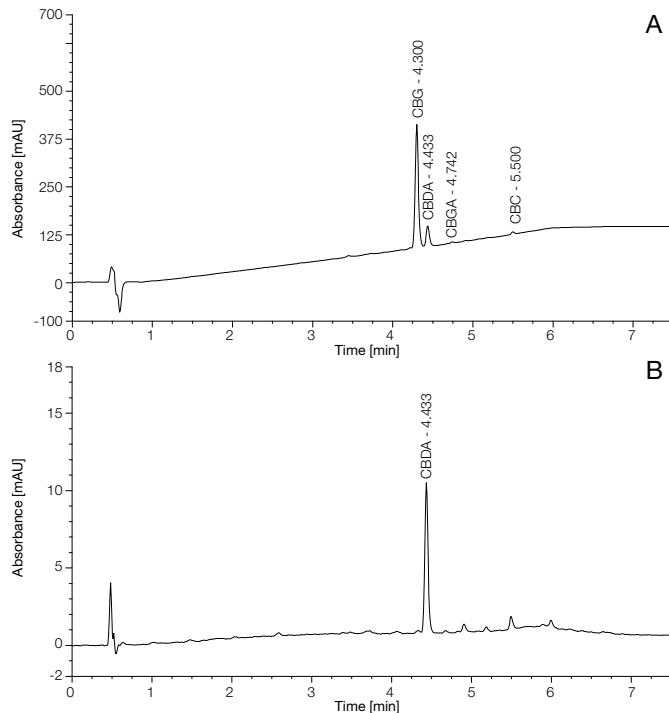 A
Absorbance [mAU]
700
500
375
250
125
0
-100
CBG - 4.300
CBDA - 4.433
CBGA - 4.742
CBC - 5.500
0 1 2 3 4 5 6 7
Time [min]
B
Absorbance [mAU]
18
15
10
5
0
-2
CBDA - 4.433
0 1 2 3 4 5 6 7
Time [min]